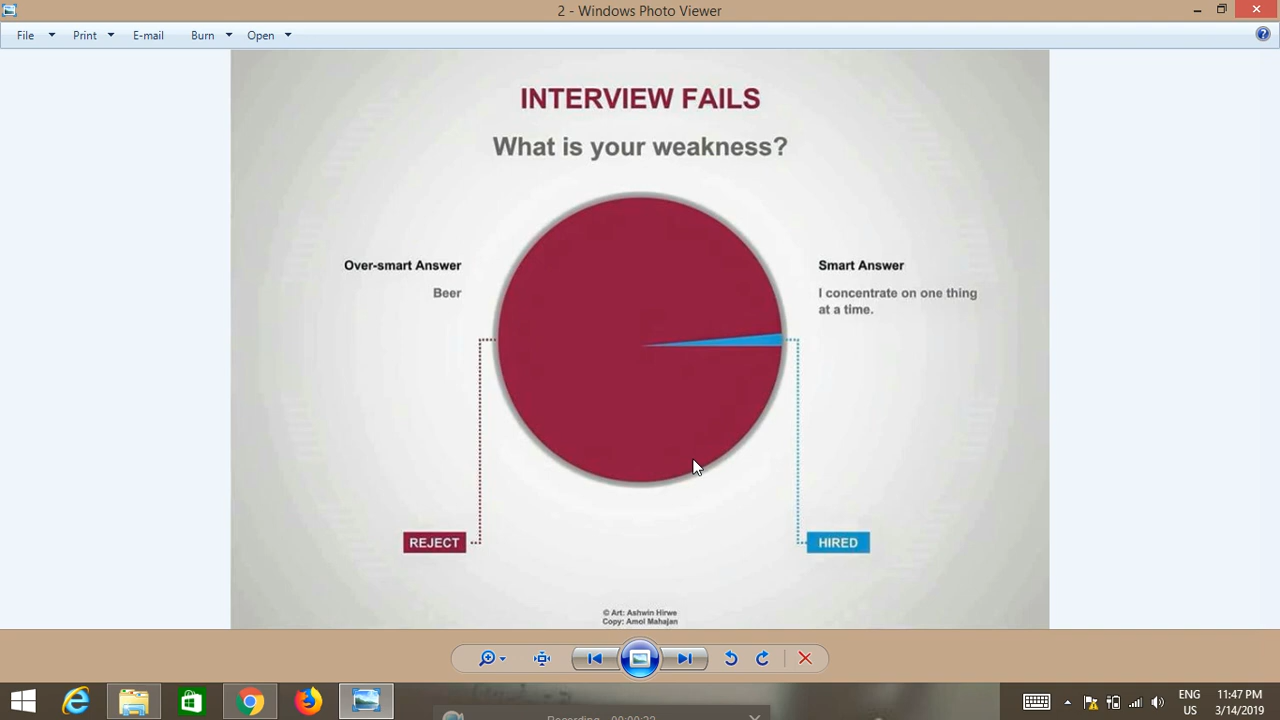 2 - Windows Photo Viewer
File Print E-mail Burn Open
INTERVIEW FAILS
What is your weakness?
Over-smart Answer
Beer
Smart Answer
I concentrate on one thing
at a time.
REJECT
HIRED
© Art: Ashwin Hirwe
Copy: Amol Mahajan
ENG
US
11:47 PM
3/14/2019